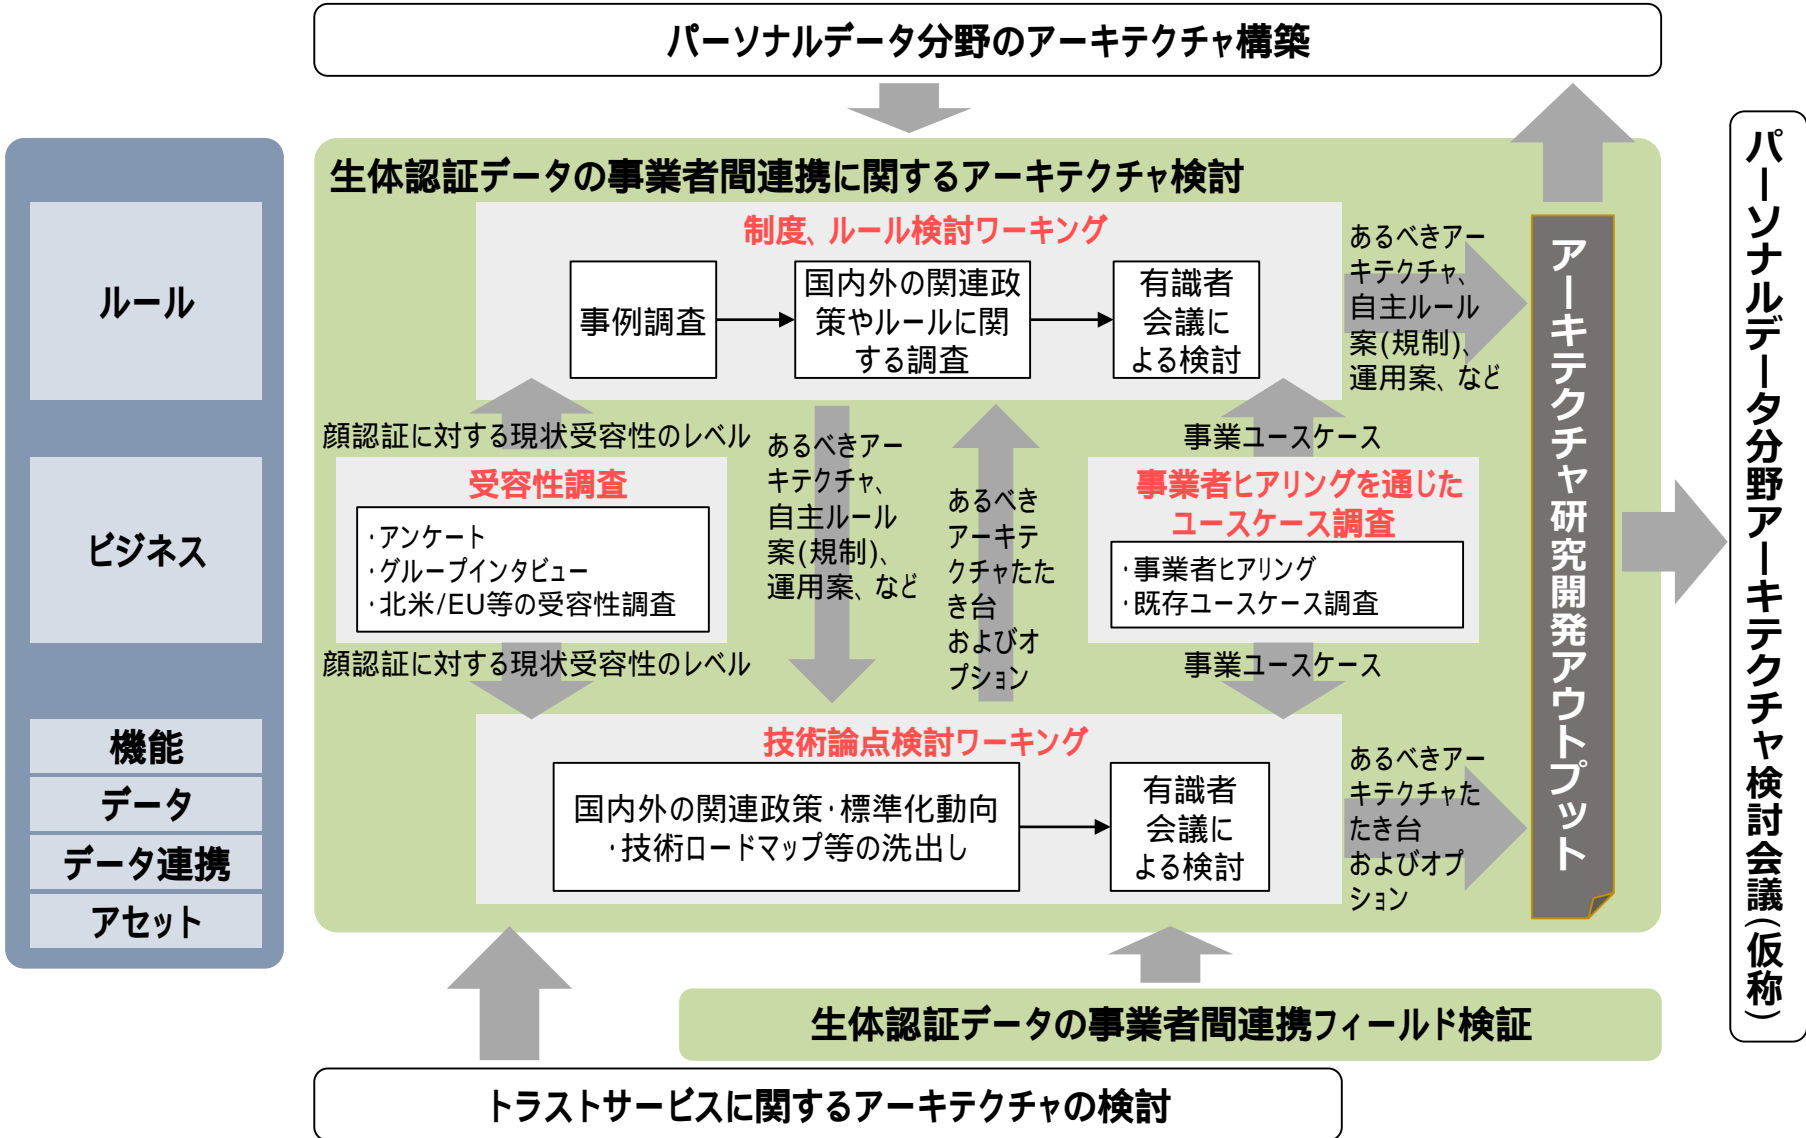 パーソナルデータ分野のアーキテクチャ構築
ルール
ビジネス
機能
データ
データ連携
アセット
生体認証データの事業者間連携に関するアーキテクチャ検討
制度、ルール検討ワーキング
事例調査
国内外の関連政
策やルールに関
する調査
有識者
会議に
よる検討
あるべきアー
キテクチャ、
自主ルール
案(規制)、
運用案、など
顔認証に対する現状受容性のレベル
受容性調査
・アンケート
・グループインタビュー
・北米/EU等の受容性調査
顔認証に対する現状受容性のレベル
あるべきアー
キテクチャ、
自主ルール
案(規制)、
運用案、など
あるべき
アーキテ
クチャたた
き台
およびオ
プション
事業ユースケース
事業者ヒアリングを通じた
ユースケース調査
・事業者ヒアリング
・既存ユースケース調査
事業ユースケース
技術論点検討ワーキング
国内外の関連政策・標準化動向
・技術ロードマップ等の洗出し
有識者
会議に
よる検討
あるべきアー
キテクチャた
たき台
およびオプ
ション
アーキテクチャ研究開発アウトプット
パーソナルデータ分野アーキテクチャ検討会議(仮称)
生体認証データの事業者間連携フィールド検証
トラストサービスに関するアーキテクチャの検討